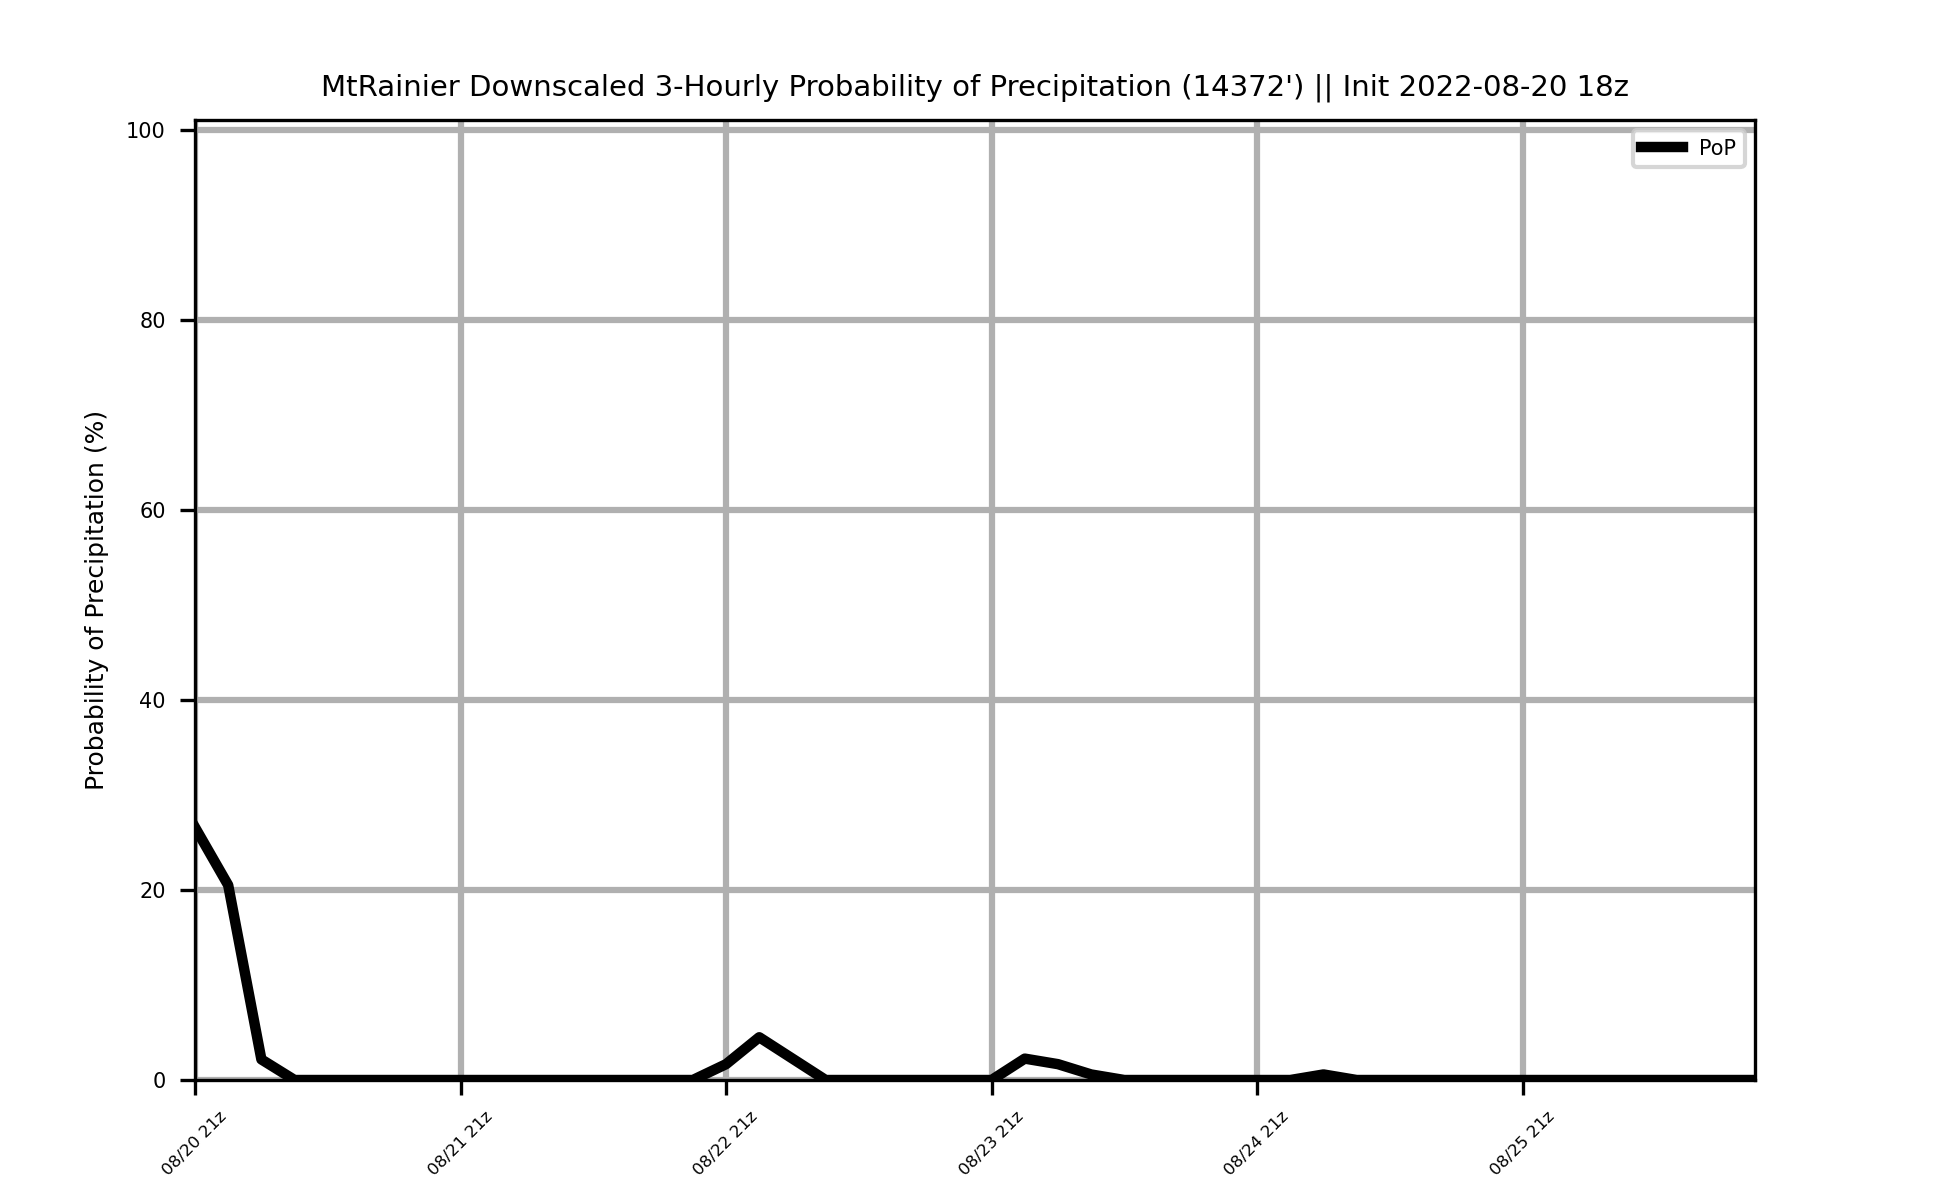 MtRainier Downscaled 3-Hourly Probability of Precipitation (14372') || Init 2022-08-20 18z
PoP
Probability of Precipitation (%)
100
80
60
40
20
0
08/20 21z
08/21 21z
08/22 21z
08/23 21z
08/24 21z
08/25 21z